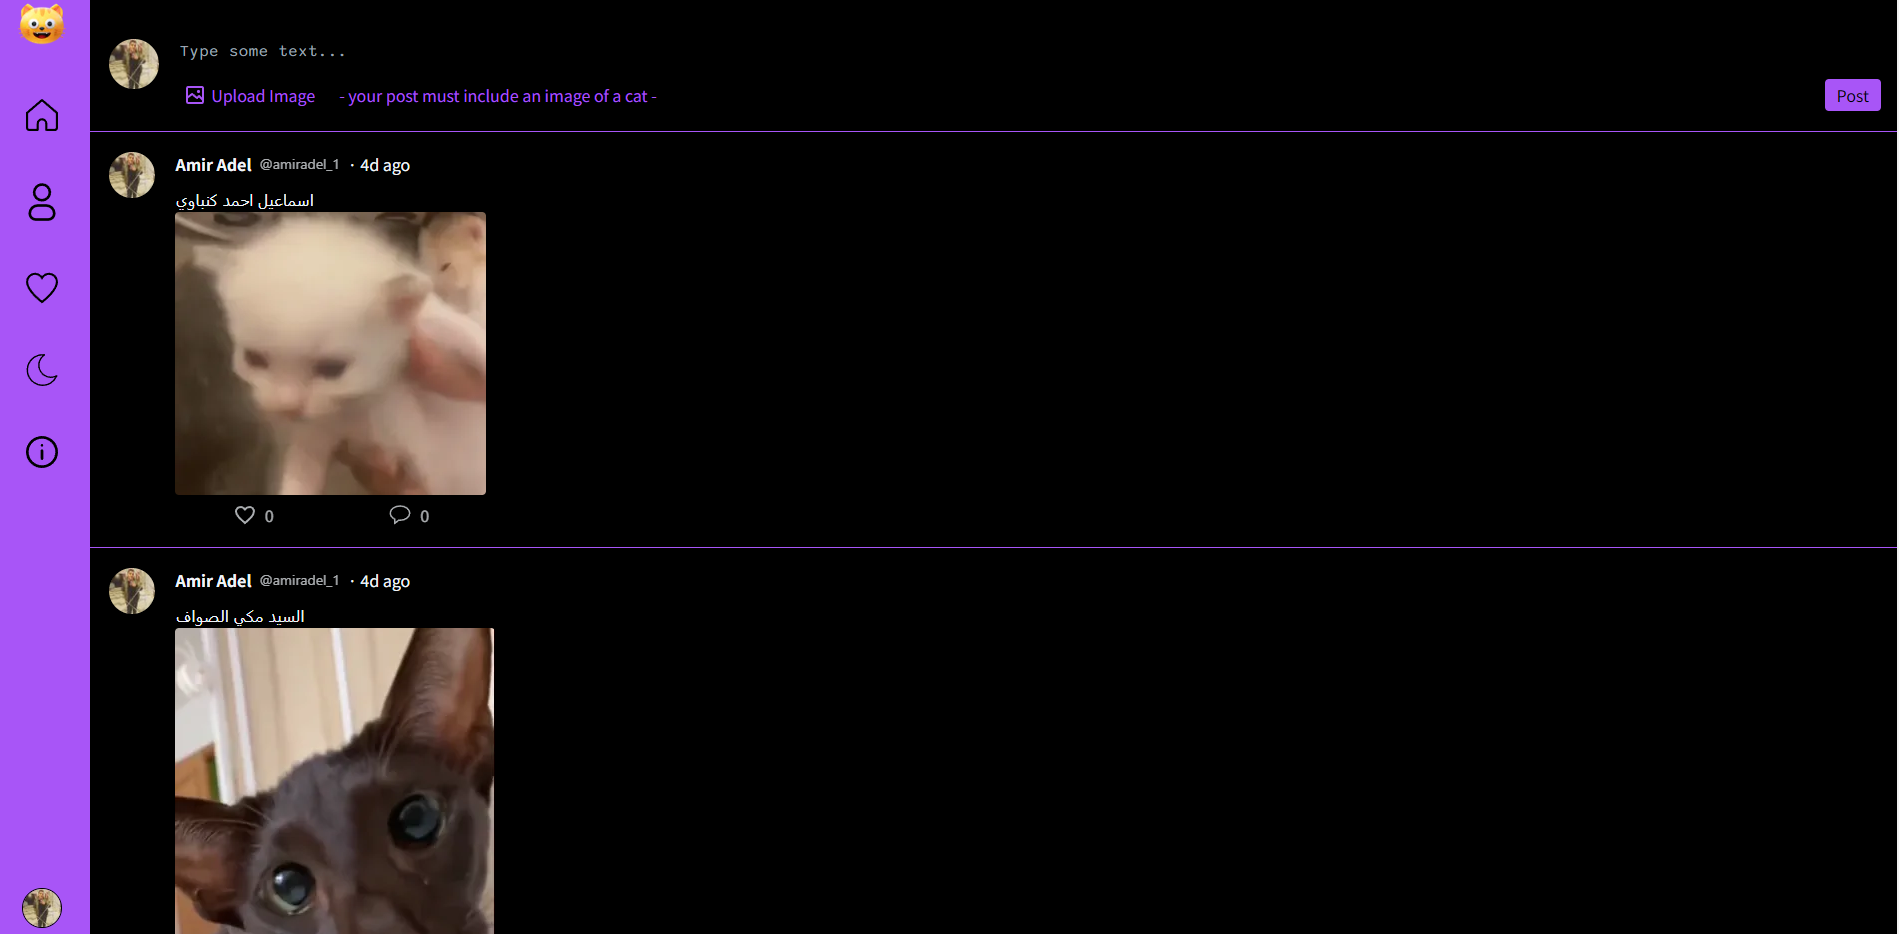 Type some text...
Upload Image - your post must include an image of a cat -
Post
Amir Adel @amiradel_1 · 4d ago
اسماعيل احمد كنباوي
0 0
Amir Adel @amiradel_1 · 4d ago
السيد مكي الصواف